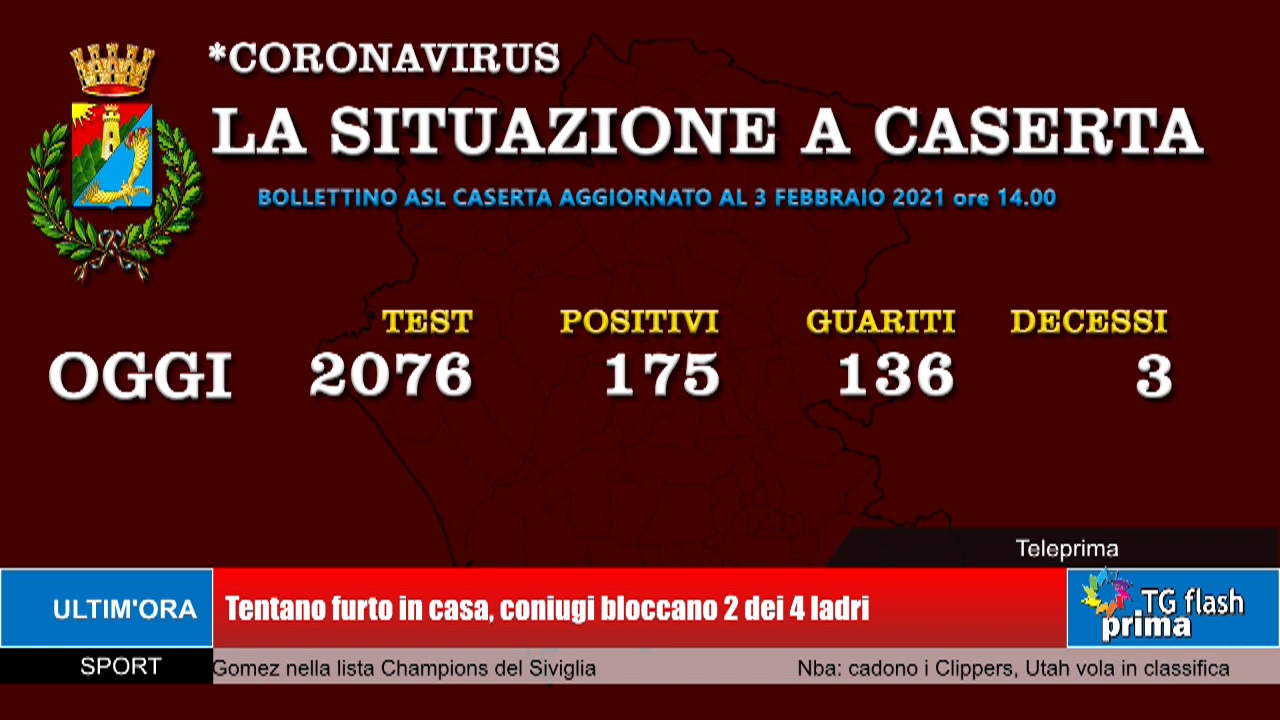 *CORONAVIRUS
LA SITUAZIONE A CASERTA
BOLLETTINO ASL CASERTA AGGIORNATO AL 3 FEBBRAIO 2021 ore 14.00
TEST POSITIVI GUARITI DECESSI
OGGI 2076 175 136 3
Teleprima
ULTIM'ORA Tentano furto in casa, coniugi bloccano 2 dei 4 ladri TG flash
prima
SPORT Gomez nella lista Champions del Siviglia Nba: cadono i Clippers, Utah vola in classifica